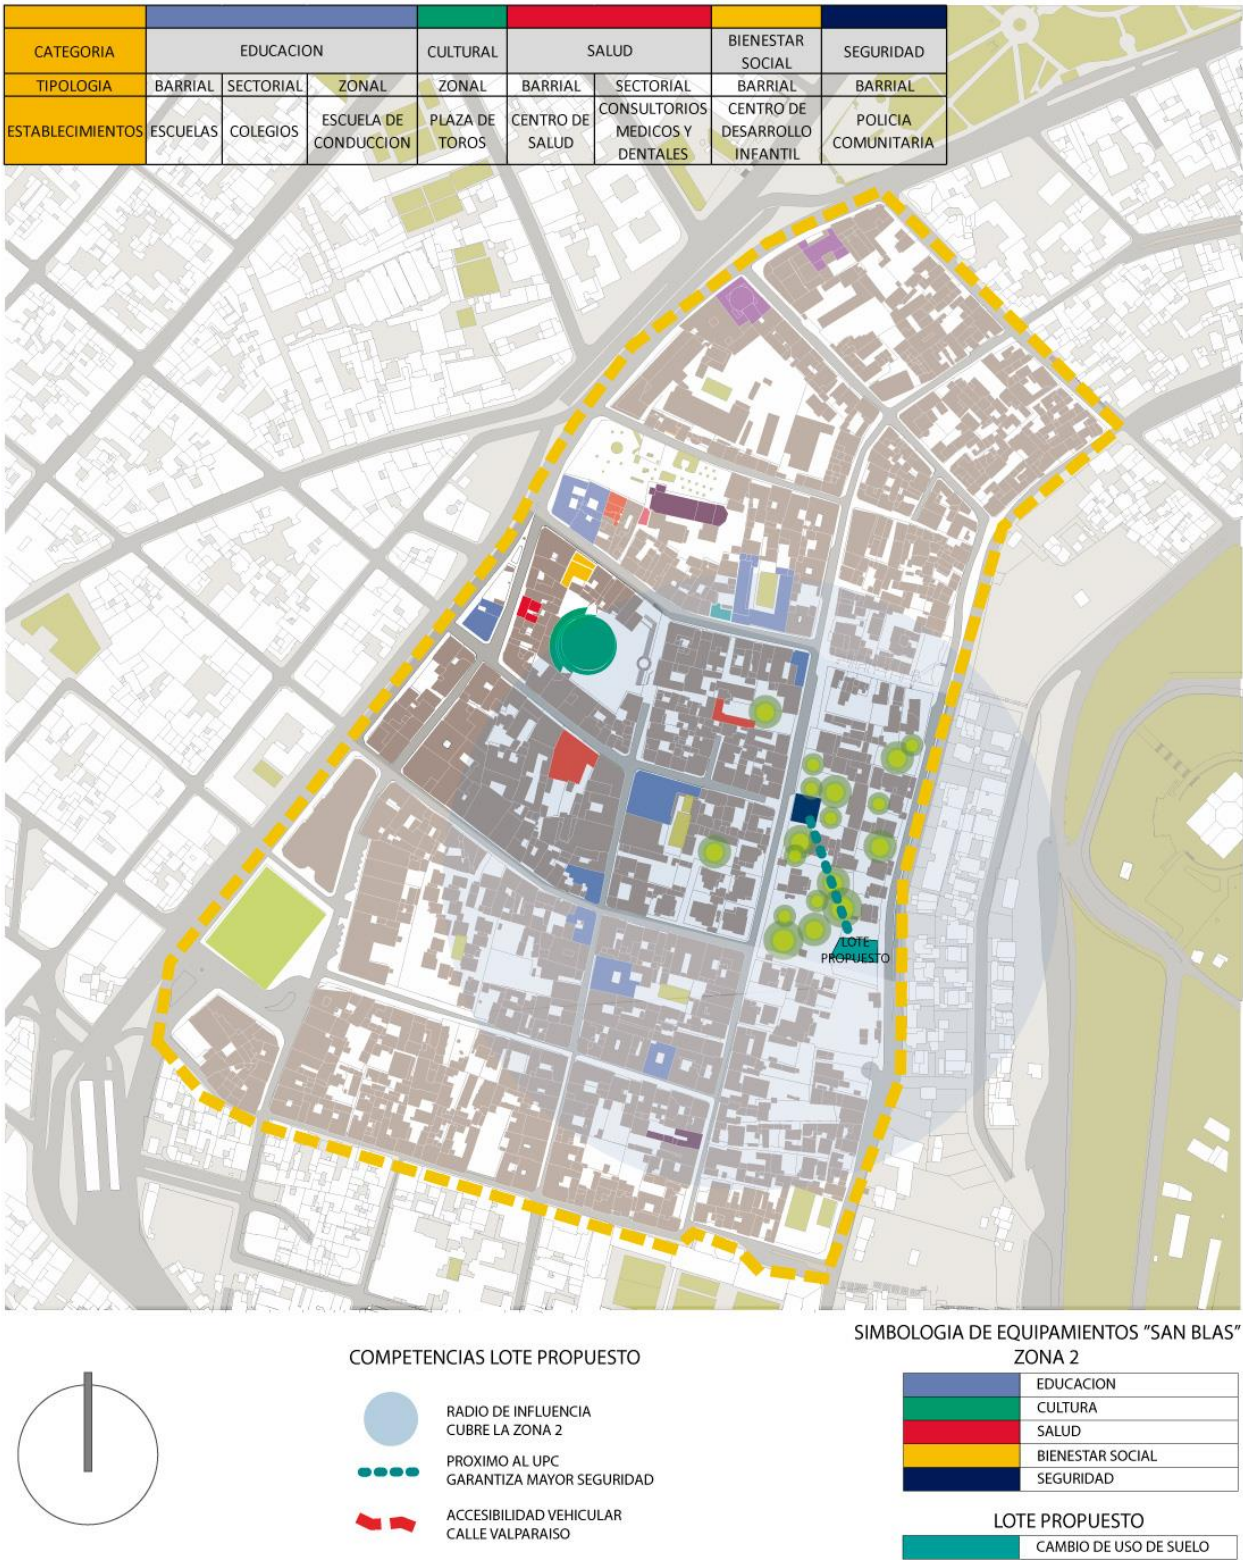 CATEGORIA EDUCACION CULTURAL SALUD BIENESTAR SOCIAL SEGURIDAD
TIPOLOGIA BARRIAL SECTORIAL ZONAL ZONAL BARRIAL SECTORIAL BARRIAL BARRIAL
ESTABLECIMIENTOS ESCUELAS COLEGIOS ESCUELA DE CONDUCCION PLAZA DE TOROS CENTRO DE SALUD CONSULTORIOS MEDICOS Y DENTALES CENTRO DE DESARROLLO INFANTIL POLICIA COMUNITARIA
LOTE
PROPUESTO
COMPETENCIAS LOTE PROPUESTO
RADIO DE INFLUENCIA
CUBRE LA ZONA 2
PROXIMO AL UPC
GARANTIZA MAYOR SEGURIDAD
ACCESIBILIDAD VEHICULAR
CALLE VALPARAISO
SIMBOLOGIA DE EQUIPAMIENTOS "SAN BLAS"
ZONA 2
EDUCACION
CULTURA
SALUD
BIENESTAR SOCIAL
SEGURIDAD
LOTE PROPUESTO
CAMBIO DE USO DE SUELO